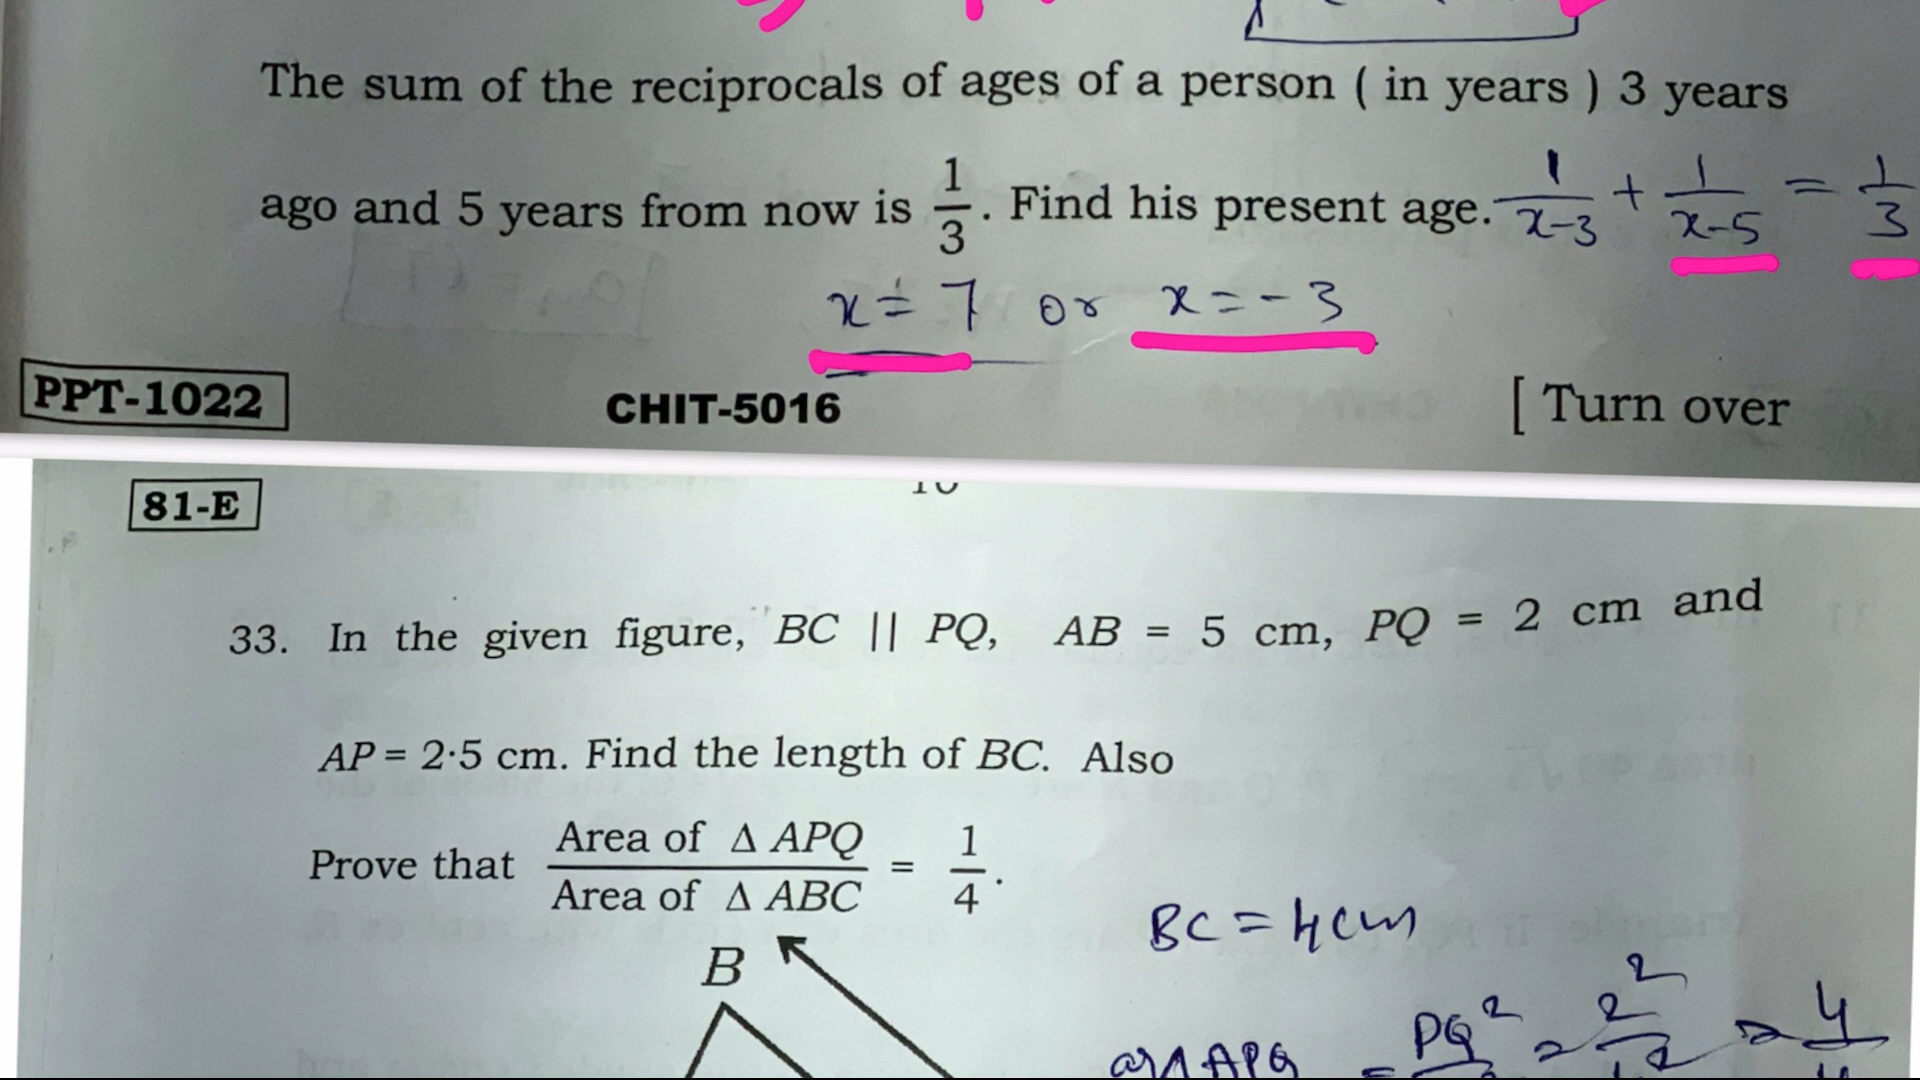 The sum of the reciprocals of ages of a person ( in years ) 3 years
ago and 5 years from now is 1/3. Find his present age. 1/(x-3) + 1/(x-5) = 1/3
x = 7 or x = -3
PPT-1022 CHIT-5016 [ Turn over
81-E
33. In the given figure, BC || PQ, AB = 5 cm, PQ = 2 cm and
AP = 2·5 cm. Find the length of BC. Also
Prove that Area of Δ APQ / Area of Δ ABC = 1/4.
BC = 4cm
B